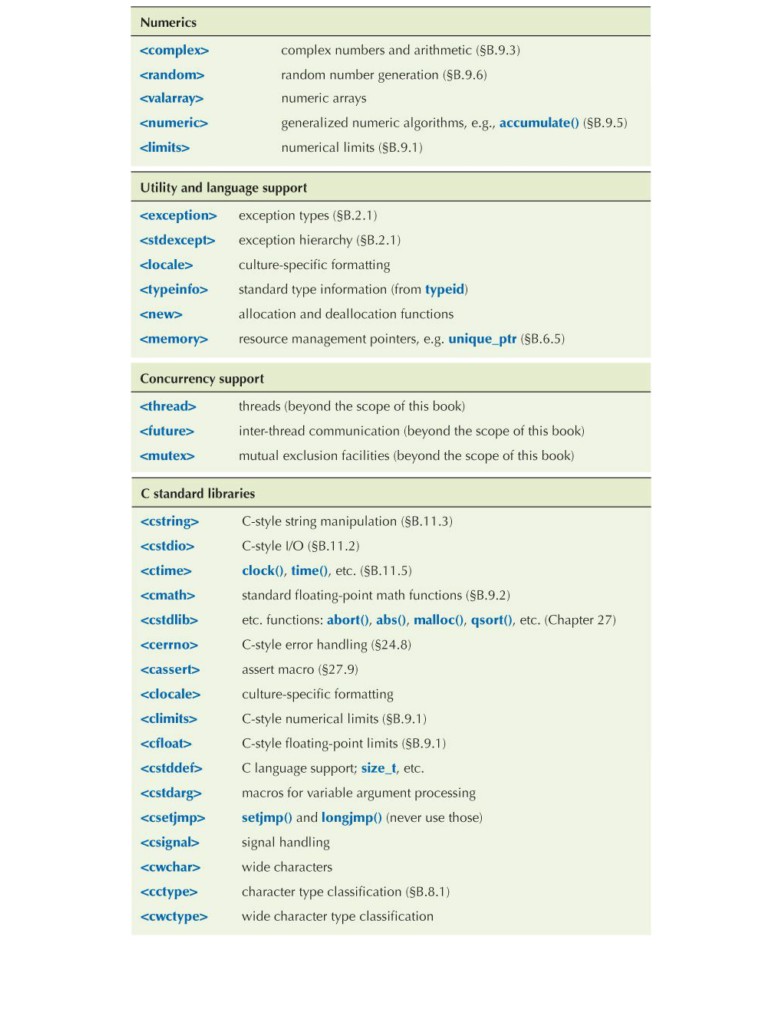 Numerics
<complex> complex numbers and arithmetic (§B.9.3)
<random> random number generation (§B.9.6)
<valarray> numeric arrays
<numeric> generalized numeric algorithms, e.g., accumulate() (§B.9.5)
<limits> numerical limits (§B.9.1)
Utility and language support
<exception> exception types (§B.2.1)
<stdexcept> exception hierarchy (§B.2.1)
<locale> culture-specific formatting
<typeinfo> standard type information (from typeid)
<new> allocation and deallocation functions
<memory> resource management pointers, e.g. unique_ptr (§B.6.5)
Concurrency support
<thread> threads (beyond the scope of this book)
<future> inter-thread communication (beyond the scope of this book)
<mutex> mutual exclusion facilities (beyond the scope of this book)
C standard libraries
<cstring> C-style string manipulation (§B.11.3)
<cstdio> C-style I/O (§B.11.2)
<ctime> clock(), time(), etc. (§B.11.5)
<cmath> standard floating-point math functions (§B.9.2)
<cstdlib> etc. functions: abort(), abs(), malloc(), qsort(), etc. (Chapter 27)
<cerrno> C-style error handling (§24.8)
<cassert> assert macro (§27.9)
<clocale> culture-specific formatting
<climits> C-style numerical limits (§B.9.1)
<cfloat> C-style floating-point limits (§B.9.1)
<cstddef> C language support; size_t, etc.
<cstdarg> macros for variable argument processing
<csetjmp> setjmp() and longjmp() (never use those)
<csignal> signal handling
<cwchar> wide characters
<cctype> character type classification (§B.8.1)
<cwctype> wide character type classification